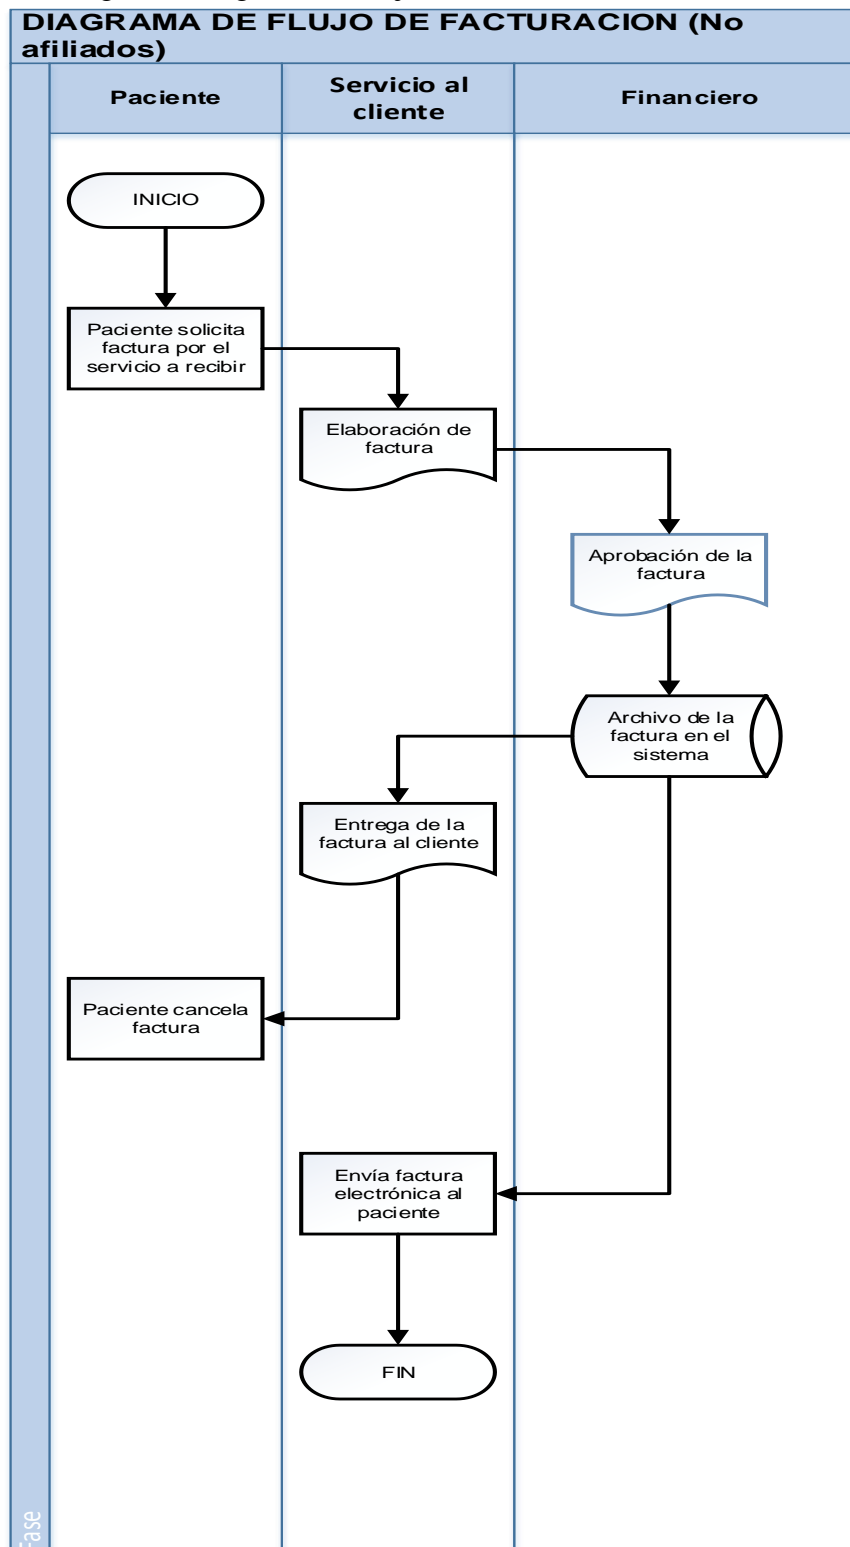 DIAGRAMA DE FLUJO DE FACTURACION (No
afiliados)
Paciente
Servicio al
cliente
Financiero
INICIO
Paciente solicita
factura por el
servicio a recibir
Elaboración de
factura
Aprobación de la
factura
Archivo de la
factura en el
sistema
Entrega de la
factura al cliente
Paciente cancela
factura
Envía factura
electrónica al
paciente
FIN
Fase